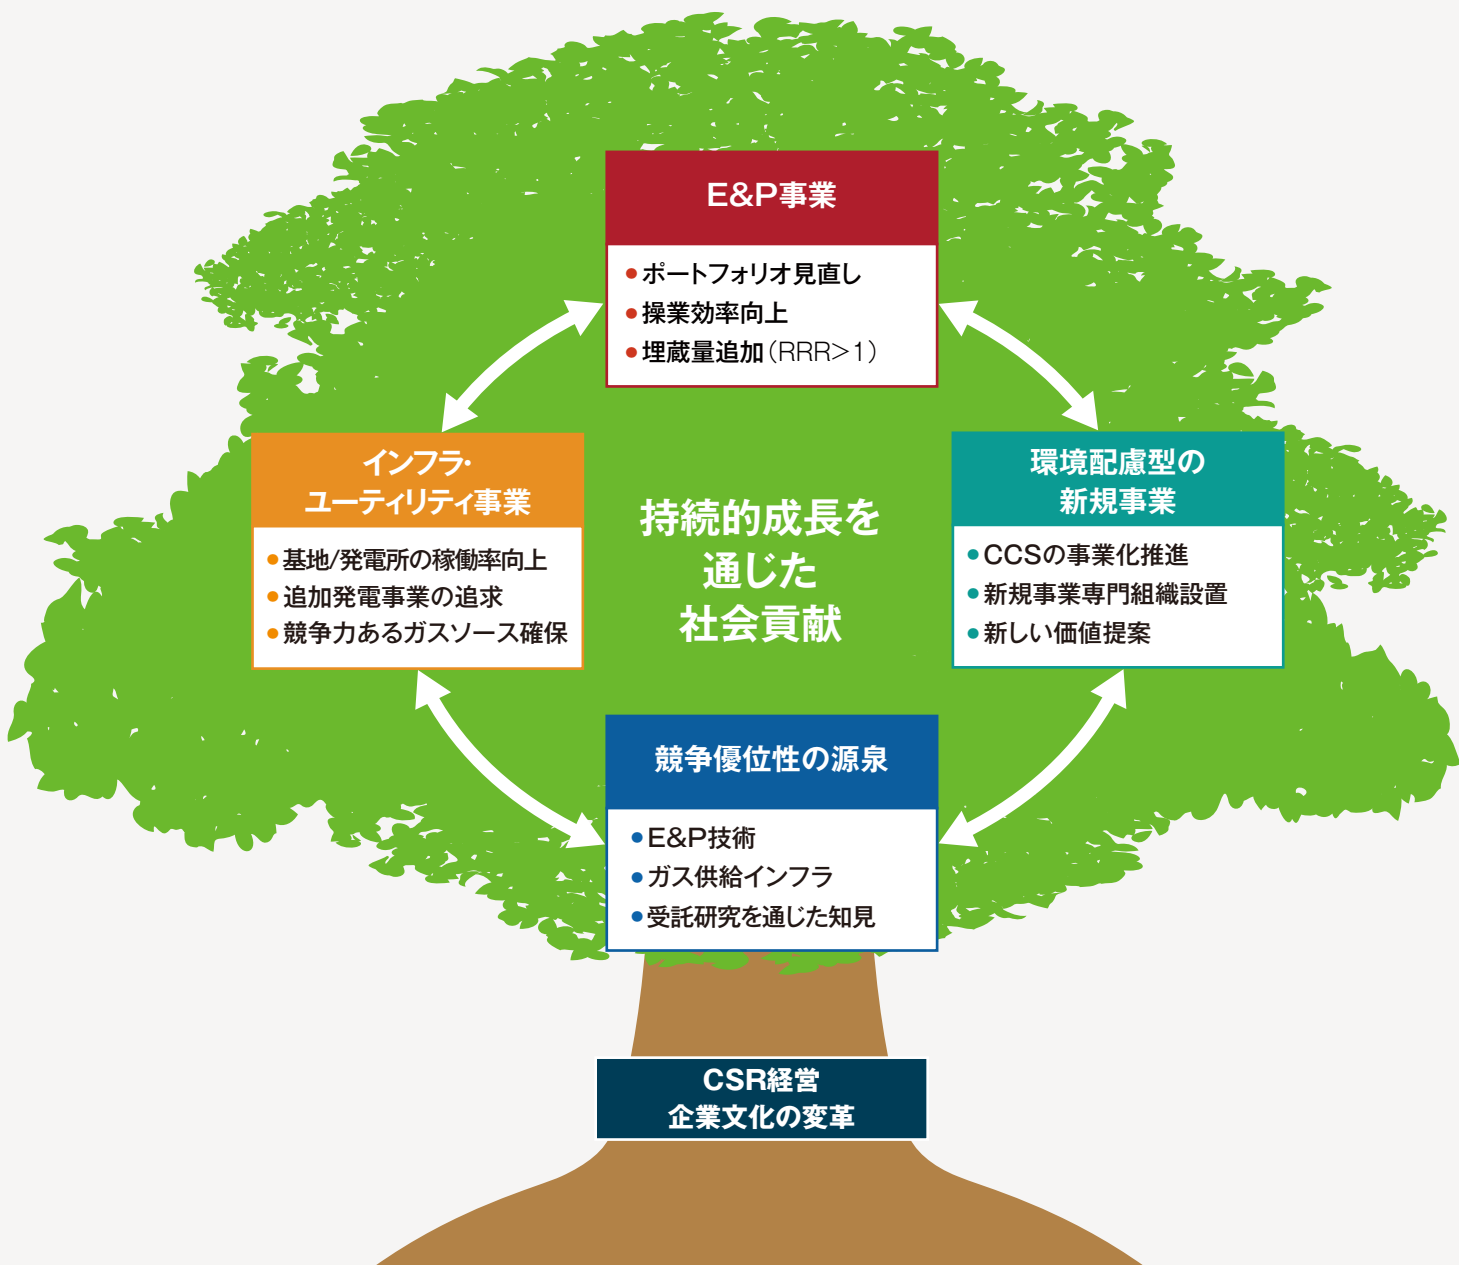 E&P事業
●ポートフォリオ見直し
●操業効率向上
●埋蔵量追加（RRR>1）
インフラ・
ユーティリティ事業
●基地/発電所の稼働率向上
●追加発電事業の追求
●競争力あるガスソース確保
持続的成長を
通じた
社会貢献
環境配慮型の
新規事業
●CCSの事業化推進
●新規事業専門組織設置
●新しい価値提案
競争優位性の源泉
●E&P技術
●ガス供給インフラ
●受託研究を通じた知見
CSR経営
企業文化の変革